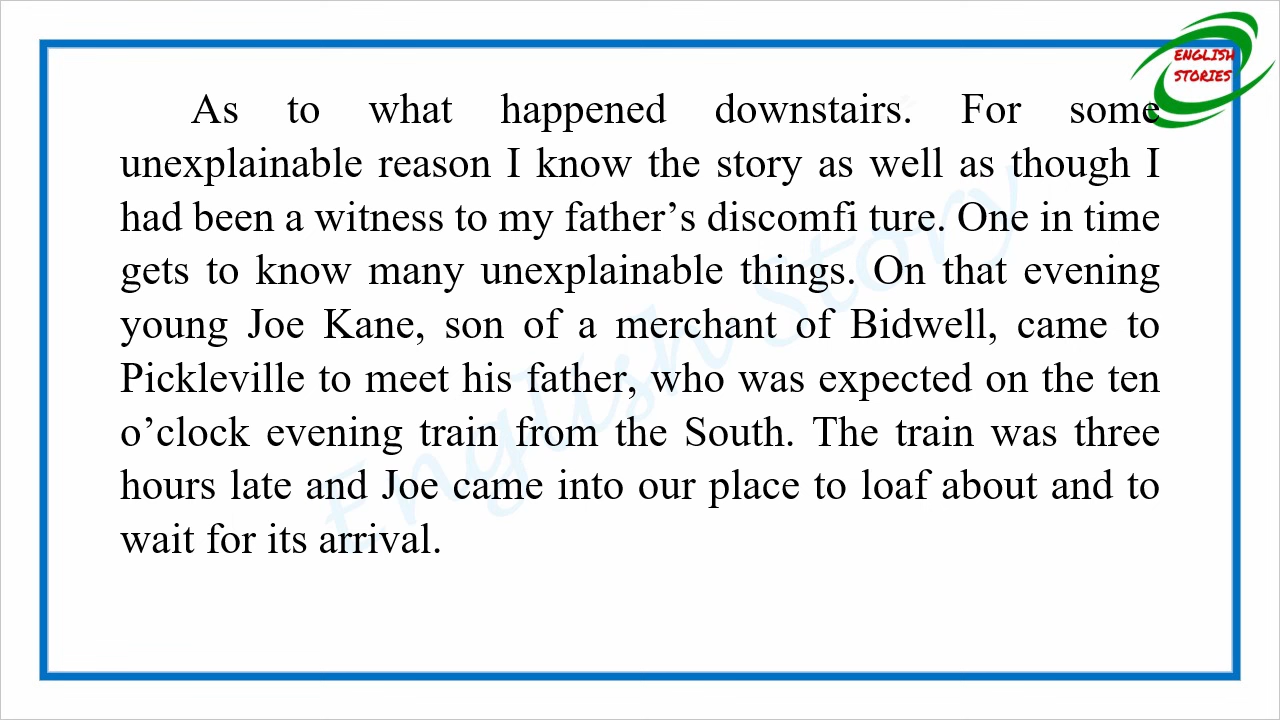 ENGLISH
STORIES
As to what happened downstairs. For some
unexplainable reason I know the story as well as though I
had been a witness to my father’s discomfi ture. One in time
gets to know many unexplainable things. On that evening
young Joe Kane, son of a merchant of Bidwell, came to
Pickleville to meet his father, who was expected on the ten
o’clock evening train from the South. The train was three
hours late and Joe came into our place to loaf about and to
wait for its arrival.
English Story